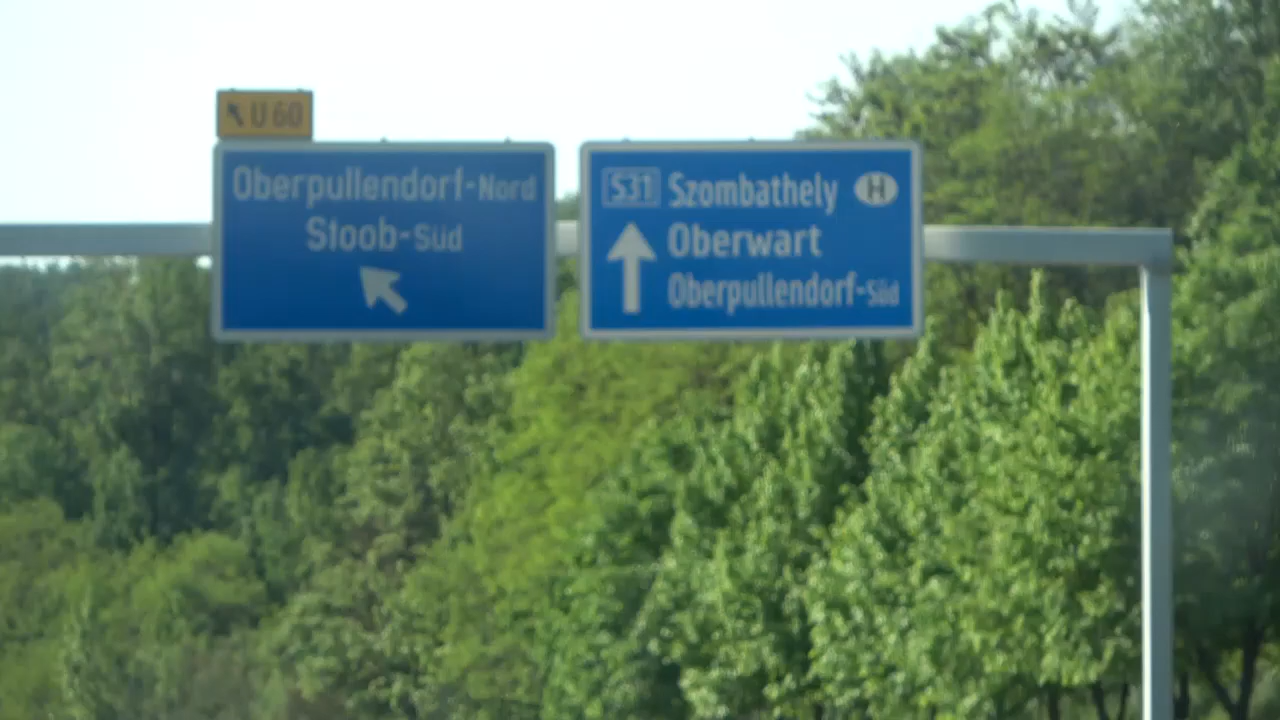 U 60
Oberpullendorf-Nord
Stoob-Süd
S31 Szombathely H
Oberwart
Oberpullendorf-Süd